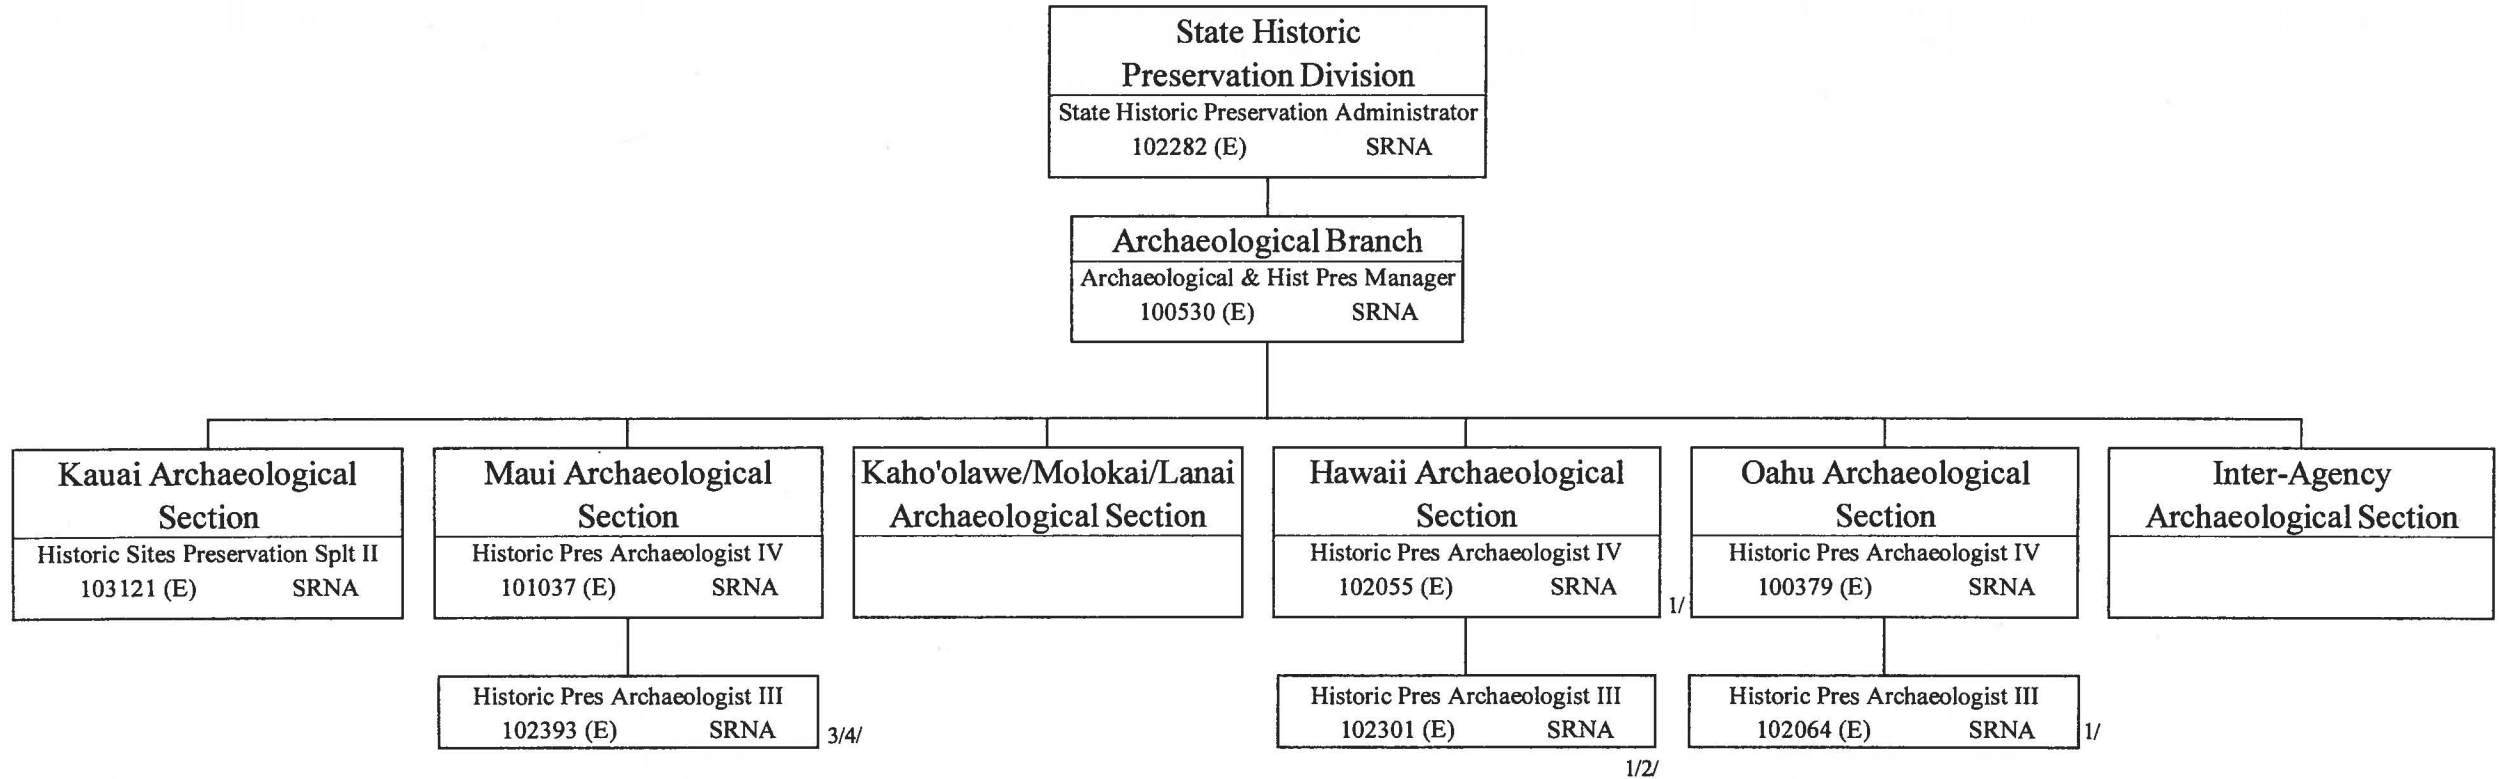 State Historic
Preservation Division
State Historic Preservation Administrator
102282 (E) SRNA
Archaeological Branch
Archaeological & Hist Pres Manager
100530 (E) SRNA
Kauai Archaeological
Section
Historic Sites Preservation Splt II
103121 (E) SRNA
Maui Archaeological
Section
Historic Pres Archaeologist IV
101037 (E) SRNA
Kaho'olawe/Molokai/Lanai
Archaeological Section
Hawaii Archaeological
Section
Historic Pres Archaeologist IV
102055 (E) SRNA
1/
Oahu Archaeological
Section
Historic Pres Archaeologist IV
100379 (E) SRNA
Inter-Agency
Archaeological Section
Historic Pres Archaeologist III
102393 (E) SRNA
3/4/
Historic Pres Archaeologist III
102301 (E) SRNA
1/2/
Historic Pres Archaeologist III
102064 (E) SRNA
1/